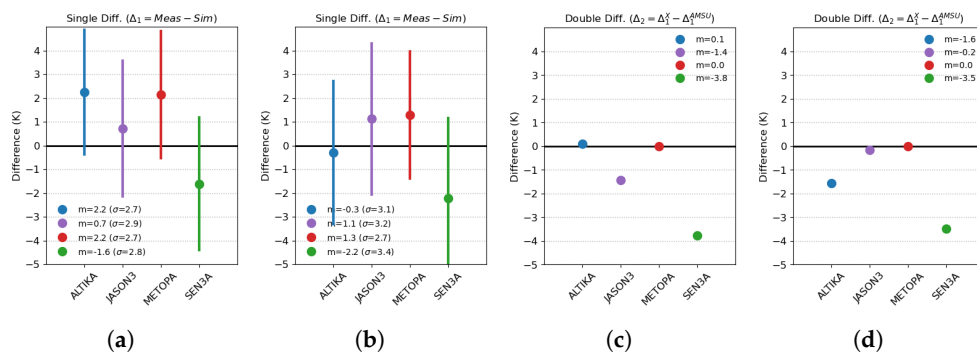 Single Diff. (Δ₁ = Meas − Sim)
Difference (K)
4
3
2
1
0
−1
−2
−3
−4
−5
m=2.2 (σ=2.7)
m=0.7 (σ=2.9)
m=2.2 (σ=2.7)
m=-1.6 (σ=2.8)
ALTIKA
JASON3
METOPA
SEN3A
(a)
Single Diff. (Δ₁ = Meas − Sim)
Difference (K)
4
3
2
1
0
−1
−2
−3
−4
−5
m=-0.3 (σ=3.1)
m=1.1 (σ=3.2)
m=1.3 (σ=2.7)
m=-2.2 (σ=3.4)
ALTIKA
JASON3
METOPA
SEN3A
(b)
Double Diff. (Δ₂ = Δ₁^X − Δ₁^AMSU)
Difference (K)
4
3
2
1
0
−1
−2
−3
−4
−5
m=0.1
m=-1.4
m=0.0
m=-3.8
ALTIKA
JASON3
METOPA
SEN3A
(c)
Double Diff. (Δ₂ = Δ₁^X − Δ₁^AMSU)
Difference (K)
4
3
2
1
0
−1
−2
−3
−4
−5
m=-1.6
m=-0.2
m=0.0
m=-3.5
ALTIKA
JASON3
METOPA
SEN3A
(d)